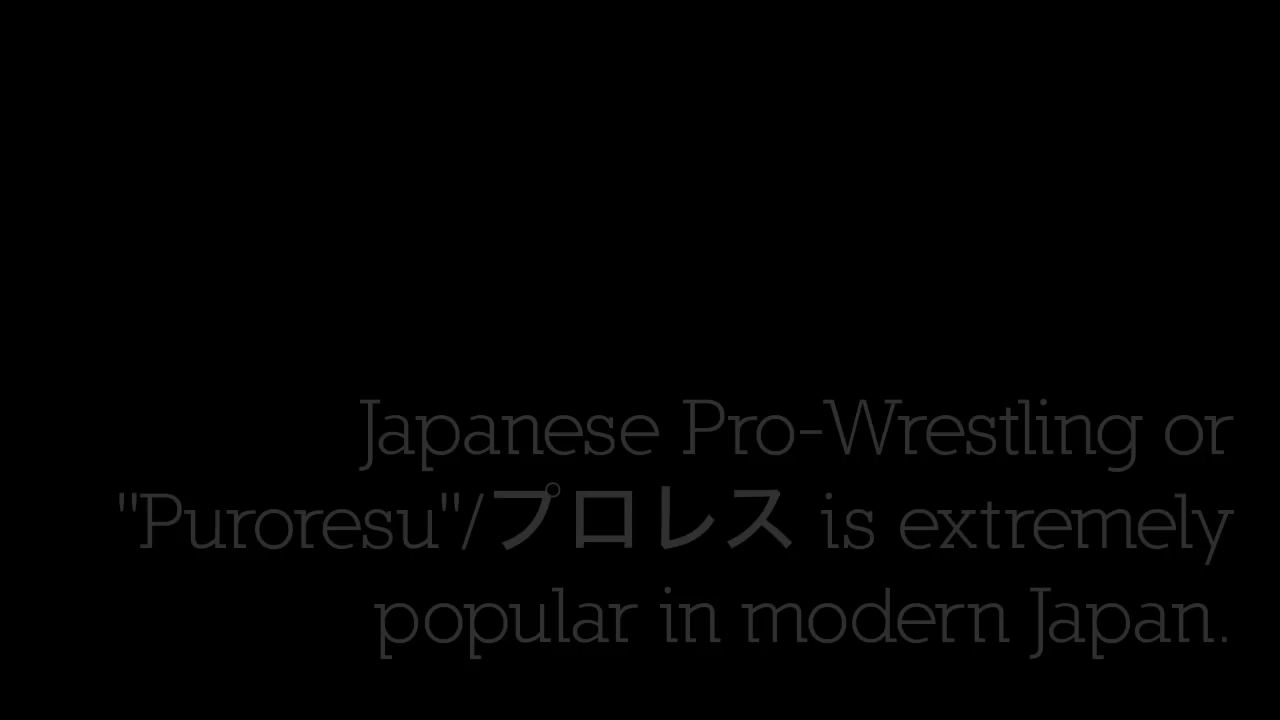 Japanese Pro-Wrestling or
"Puroresu"/プロレス is extremely
popular in modern Japan.